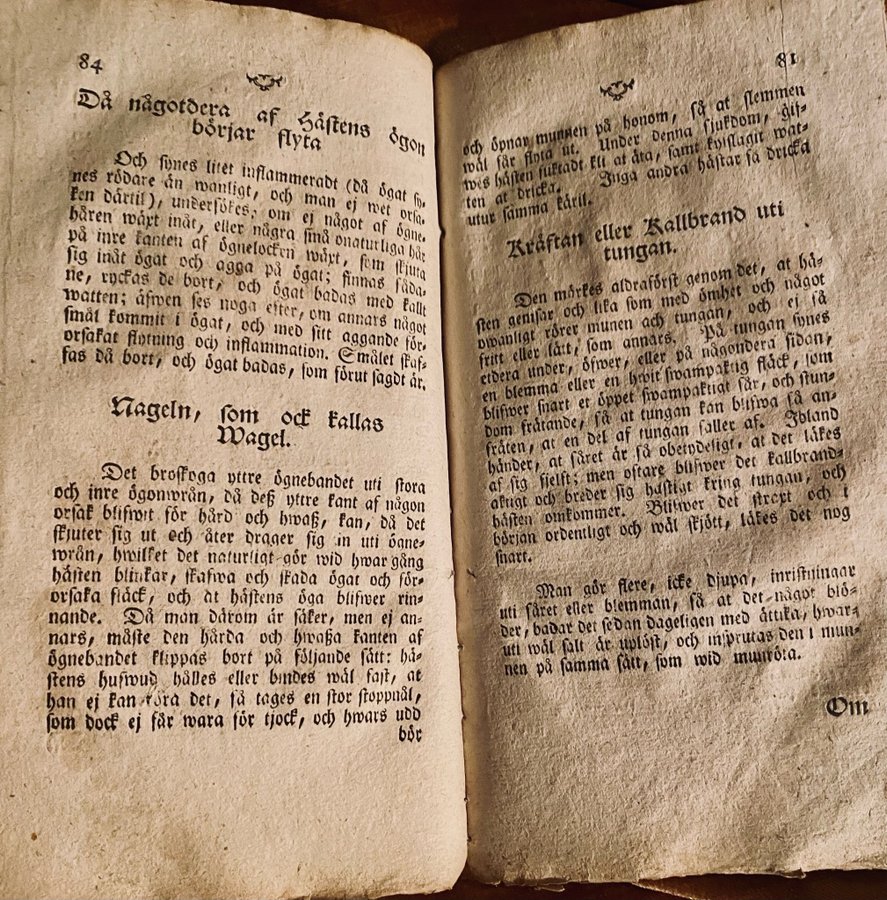 84
Då någotdera af Hästens ögon
börjar flyta
Och synes litet inflammeradt (då ögat sy-
nes rödare än wanligt, och man ej wet orsa-
ken därtil), undersökes, om ej något af ögne-
håren wäxt inåt, eller några små onaturliga hår
på inre kanten af ögnelocken wäxt, som skjuta
sig inåt ögat och agga på ögat; finnas såda-
ne, ryckas de bort, och ögat badas med kallt
watten; äfwen ses noga efter, om annars något
smål kommit i ögat, och med sitt aggande för-
orsakat flytning och inflammation. Smålet skaf-
fas då bort, och ögat badas, som förut sagdt är.
Nageln, som ock kallas
Wagel.
Det broskoga yttre ögnebandet uti stora
och inre ögonwrån, då deß yttre kant af någon
orsak blifwit för hård och hwaß, kan, då det
skjuter sig ut och åter drager sig in uti ögne-
wrån, hwilket det naturligt gör wid hwar gång
hästen blinkar, skafwa och skada ögat och för-
orsaka fläck, och at hästens öga blifwer rin-
nande. Då man därom är säker, men ej an-
nars, måste den hårda och hwaßa kanten af
ögnebandet klippas bort på följande sätt: hä-
stens hufwud hålles eller bindes wäl fast, at
han ej kan röra det, så tages en stor stoppnål,
som dock ej får wara för tjock, och hwars udd
bör
81
och öpnar munnen på honom, så at slemmen
wäl får flyta ut. Under denna sjukdom, gif-
wes hästen fuktadt kli at äta, samt kpislagit wat-
ten at dricka. Inga andra hästar få dricka
utur samma käril.
Kräftan eller Kallbrand uti
tungan.
Den märkes aldraförst genom det, at hä-
sten genisar och lika som med ömhet och något
owanligt rörer munen ach tungan, och ej så
fritt eller lätt, som annars. På tungan synes
etdera under, öfwer, eller på någondera sidan,
en blemma eller en hwit swampaktig fläck, som
blifwer snart et öppet swampaktigt sår, och stun-
dom frätande, så at tungan kan blifwa så an-
fräten, at en del af tungan faller af. Ibland
händer, at såret är så obetydeligt, at det läkes
af sig sjelft; men oftare blifwer det kallbrand-
aktigt och breder sig hastigt kring tungan, och
hästen omkommer. Blifwer det strext och i
början ordentligt och wäl skjött, läkes det nog
snart.
Man gör flere, icke djupa, inristningar
uti såret eller blemman, så at det något blö-
der, badar det sedan dageligen med ättika, hwar-
uti wäl salt är uplöst, och insprutas den i mun-
nen på samma sätt, som wid munröta.
Om